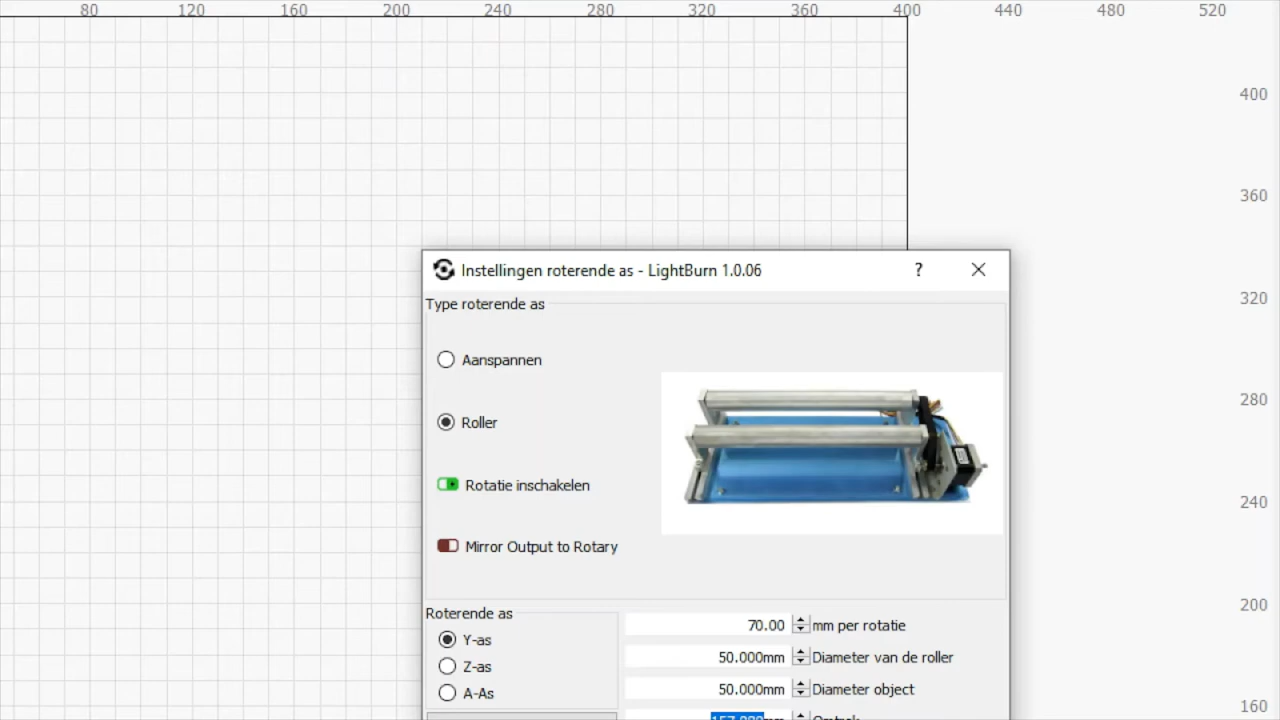 80 120 160 200 240 280 320 360 400 440 480 520
400
360
320
280
240
200
160
Instellingen roterende as - LightBurn 1.0.06
?
Type roterende as
Aanspannen
Roller
Rotatie inschakelen
Mirror Output to Rotary
Roterende as
Y-as
Z-as
A-As
70.00 mm per rotatie
50.000mm Diameter van de roller
50.000mm Diameter object